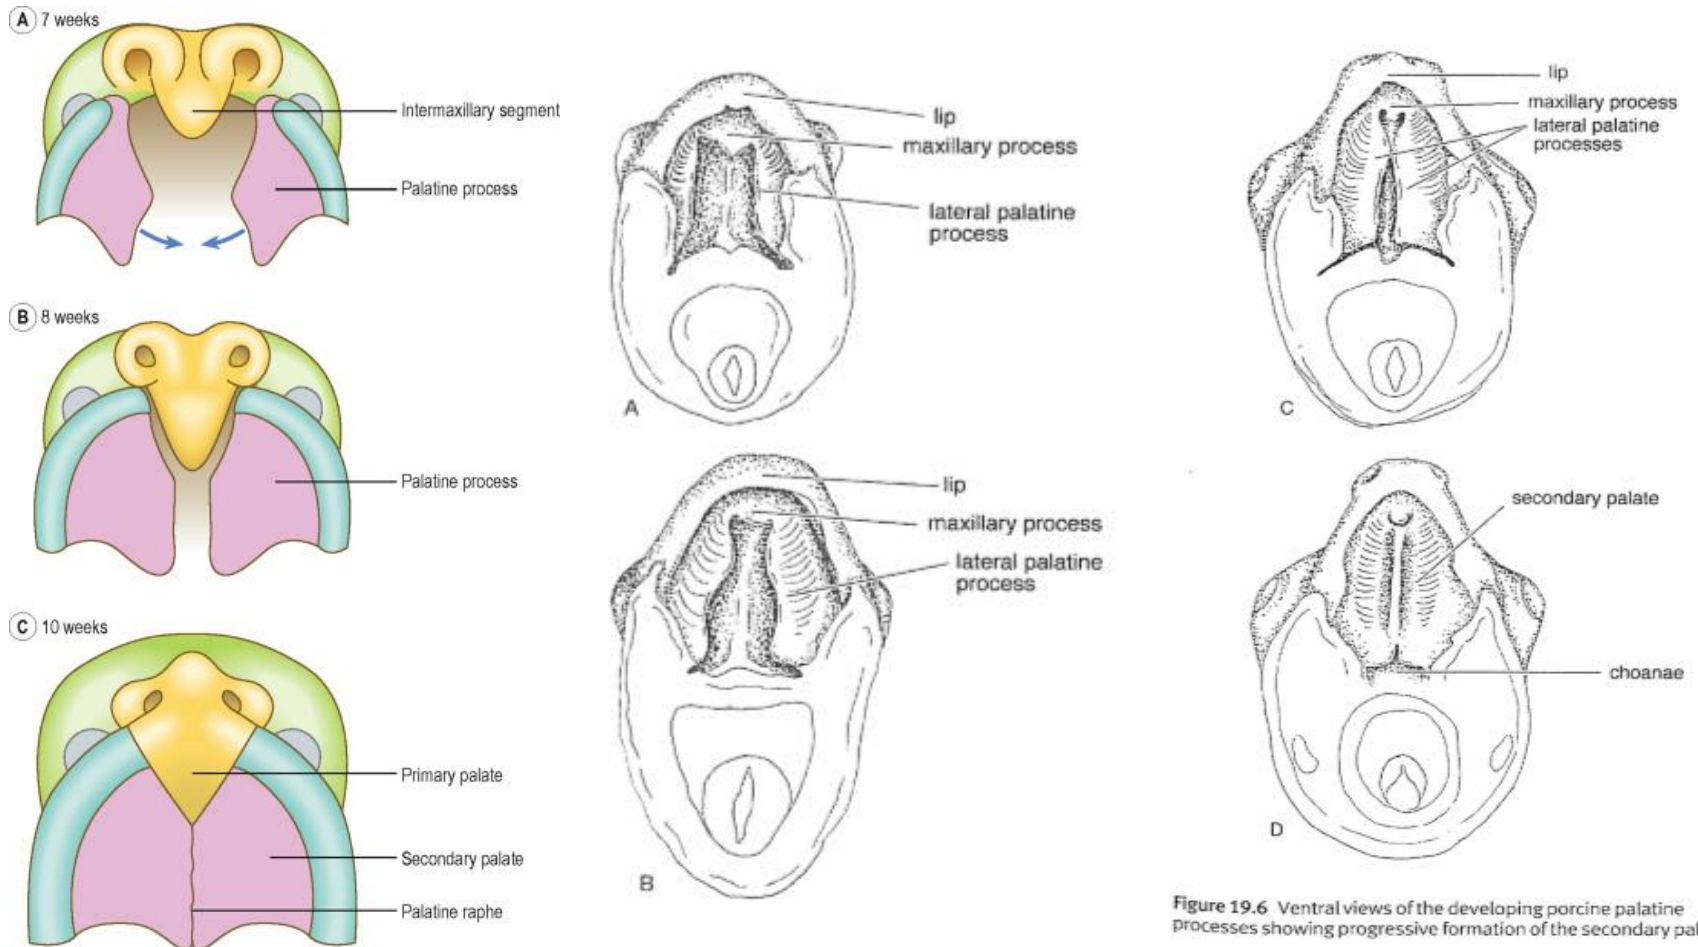 A 7 weeks
Intermaxillary segment
Palatine process
B 8 weeks
Palatine process
C 10 weeks
Primary palate
Secondary palate
Palatine raphe
lip
maxillary process
lateral palatine
process
A
lip
maxillary process
lateral palatine
process
B
lip
maxillary process
lateral palatine
processes
C
secondary palate
choanae
D
Figure 19.6 Ventral views of the developing porcine palatine
processes showing progressive formation of the secondary pal